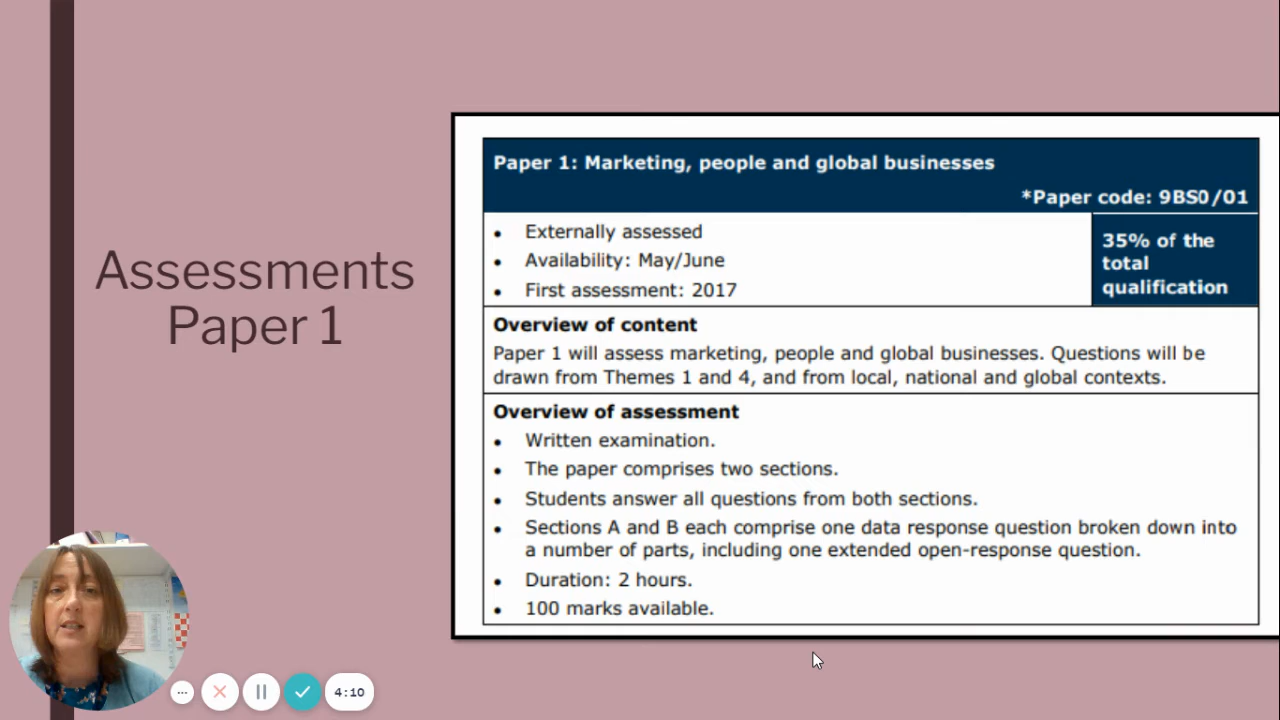 Assessments
Paper 1
Paper 1: Marketing, people and global businesses
*Paper code: 9BS0/01
• Externally assessed
• Availability: May/June
• First assessment: 2017
35% of the
total
qualification
Overview of content
Paper 1 will assess marketing, people and global businesses. Questions will be
drawn from Themes 1 and 4, and from local, national and global contexts.
Overview of assessment
• Written examination.
• The paper comprises two sections.
• Students answer all questions from both sections.
• Sections A and B each comprise one data response question broken down into
a number of parts, including one extended open-response question.
• Duration: 2 hours.
• 100 marks available.
4:10